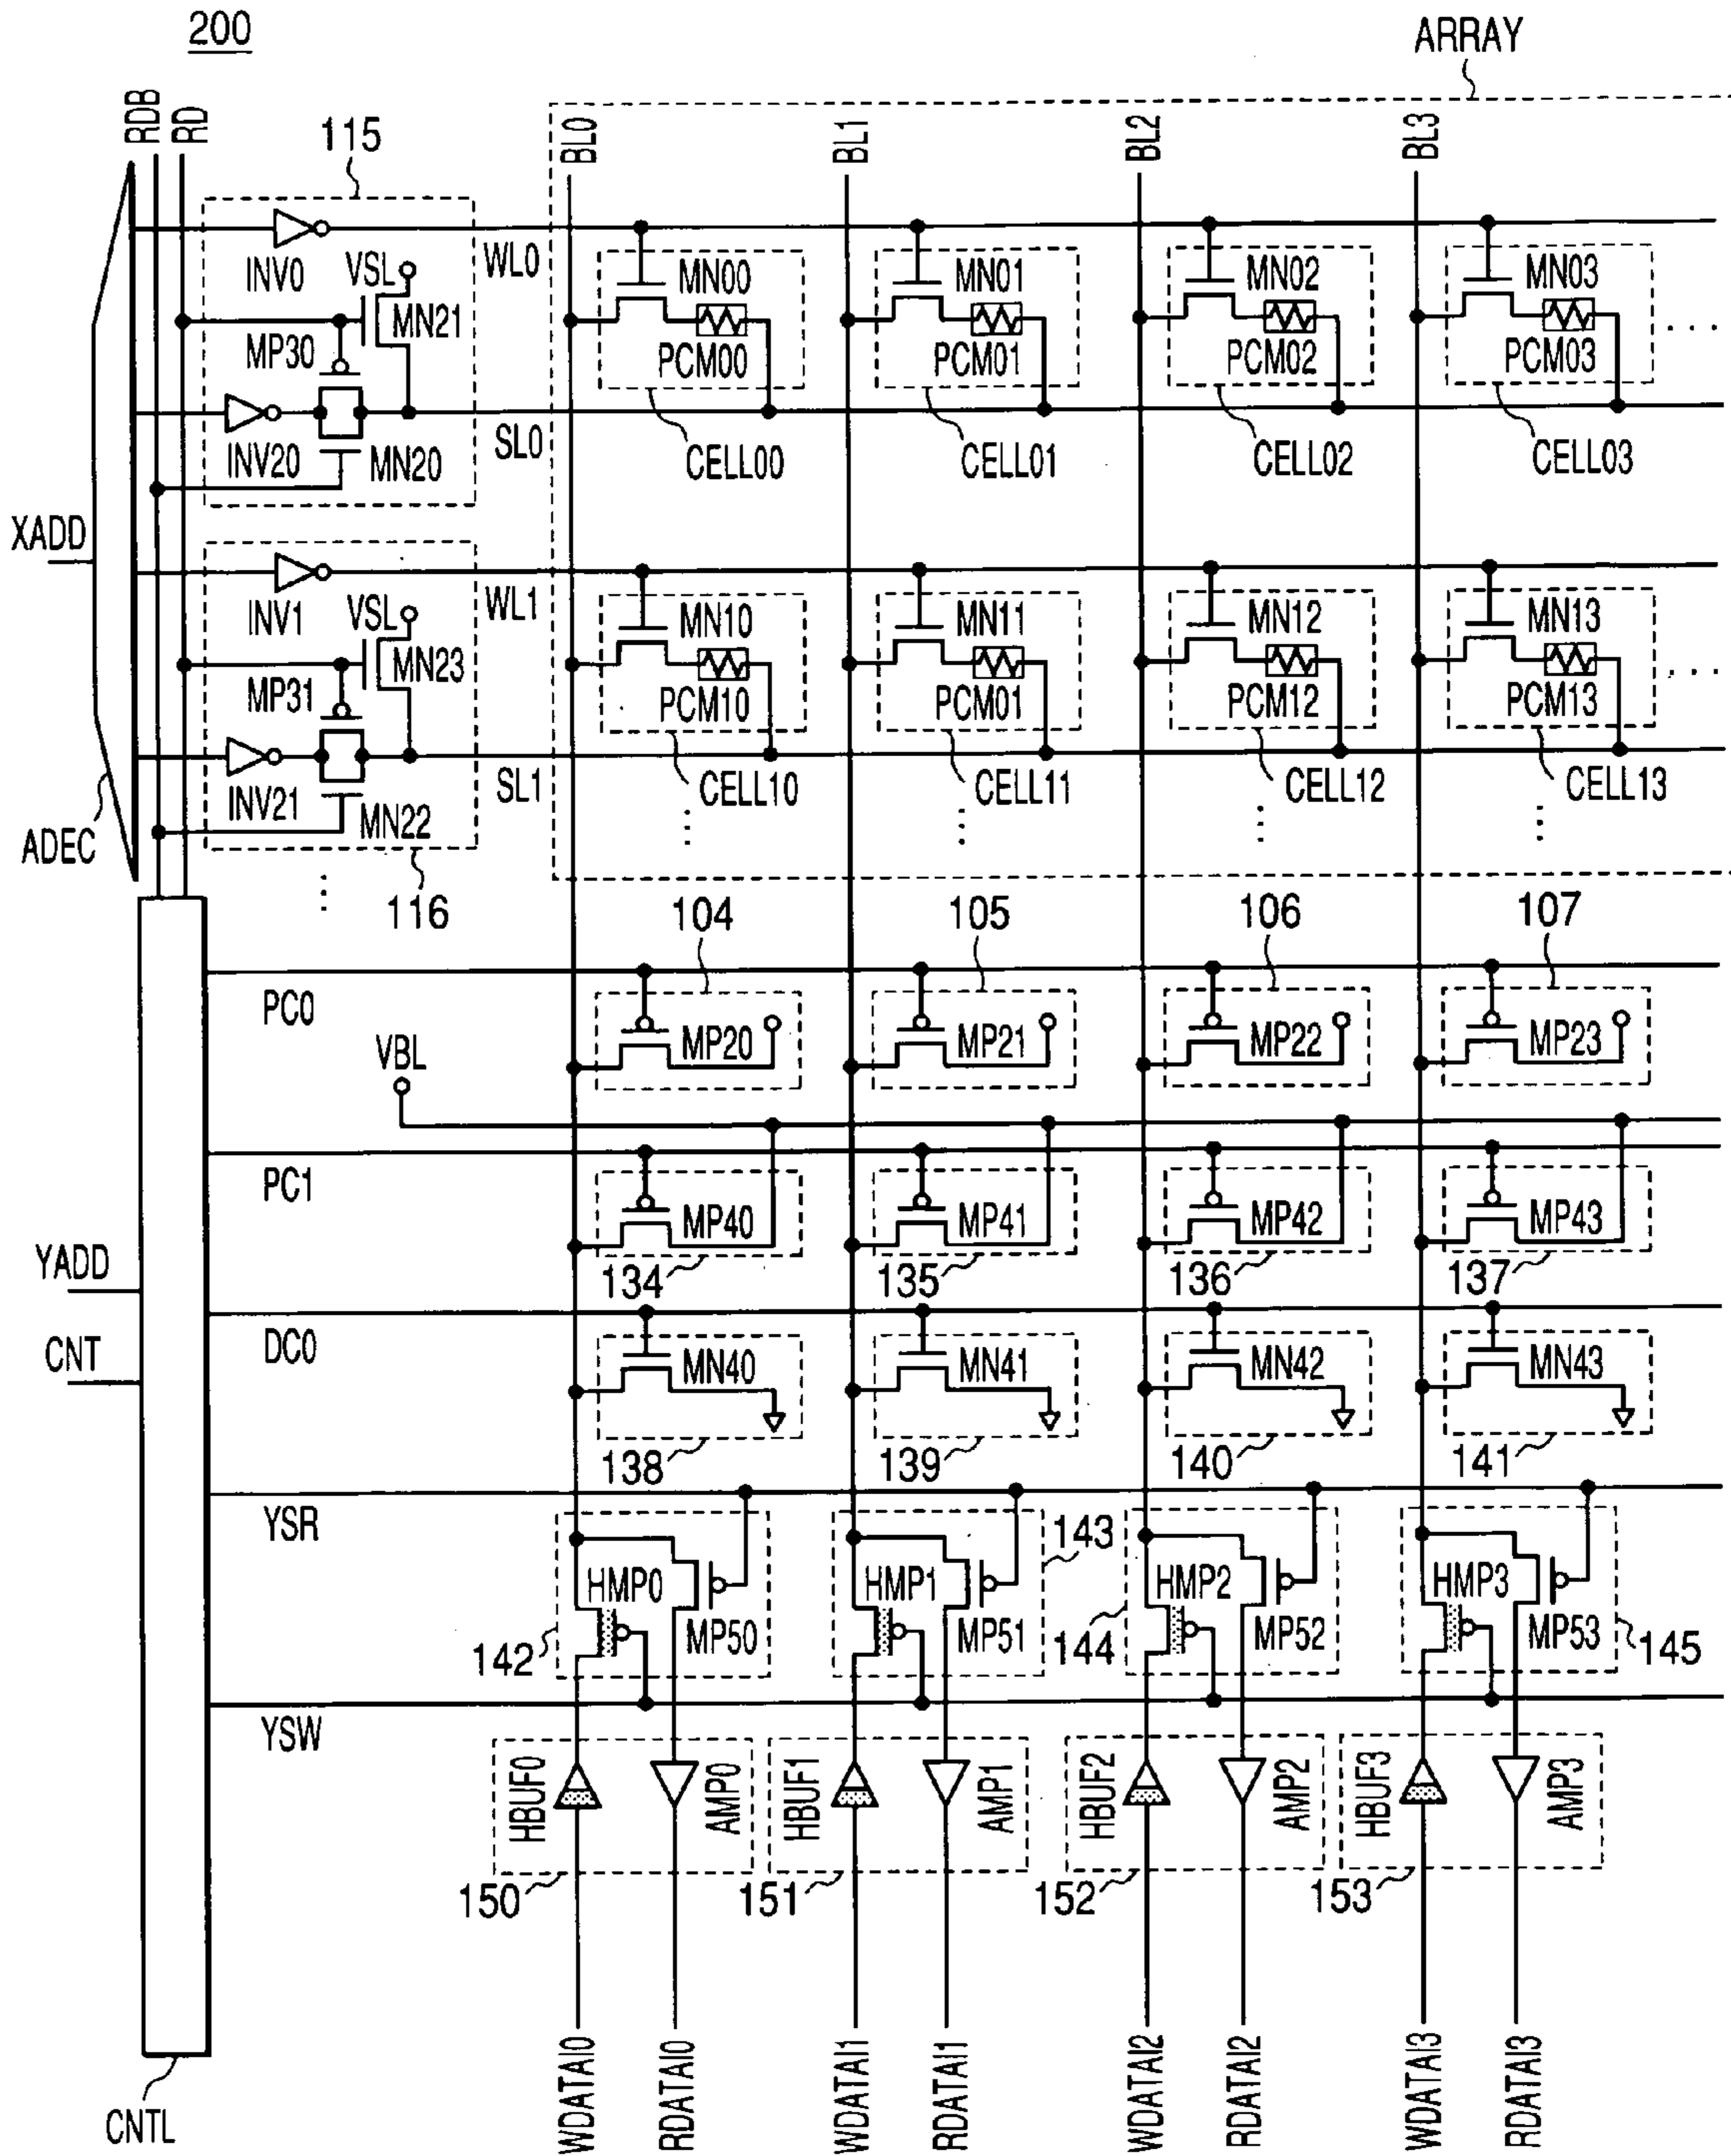 200
ARRAY
RDB
RD
115
BL0
BL1
BL2
BL3
INV0
VSL
WL0
MN00
MN01
MN02
MN03
MN21
MP30
PCM00
PCM01
PCM02
PCM03
....
INV20
MN20
SL0
CELL00
CELL01
CELL02
CELL03
XADD
INV1
VSL
WL1
MN10
MN11
MN12
MN13
MN23
MP31
PCM10
PCM01
PCM12
PCM13
....
INV21
MN22
SL1
CELL10
CELL11
CELL12
CELL13
ADEC
116
104
105
106
107
PC0
MP20
MP21
MP22
MP23
VBL
PC1
MP40
MP41
MP42
MP43
134
135
136
137
YADD
CNT
DC0
MN40
MN41
MN42
MN43
138
139
140
141
YSR
143
HMP0
HMP1
HMP2
HMP3
MP50
MP51
MP52
MP53
142
144
145
YSW
HBUF0
AMP0
HBUF1
AMP1
HBUF2
AMP2
HBUF3
AMP3
150
151
152
153
WDATAI0
RDATAI0
WDATAI1
RDATAI1
WDATAI2
RDATAI2
WDATAI3
RDATAI3
CNTL